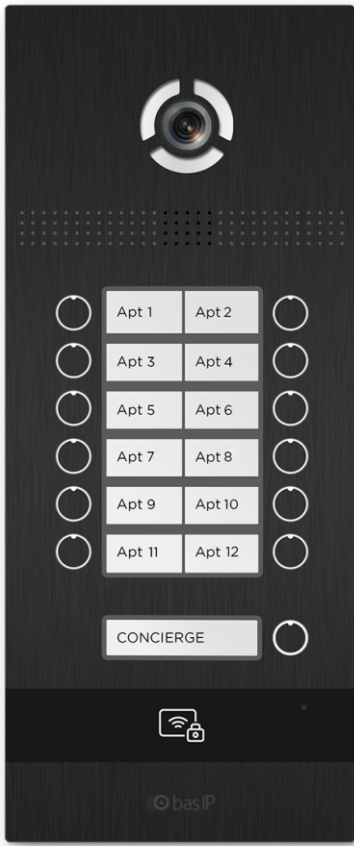 Apt 1 Apt 2
Apt 3 Apt 4
Apt 5 Apt 6
Apt 7 Apt 8
Apt 9 Apt 10
Apt 11 Apt 12
CONCIERGE
basIP